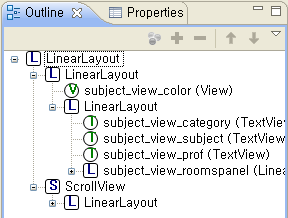 Outline Properties
LinearLayout
LinearLayout
subject_view_color (View)
LinearLayout
subject_view_category (TextView
subject_view_subject (TextView)
subject_view_prof (TextView)
subject_view_roomspanel (Linea
ScrollView
LinearLayout